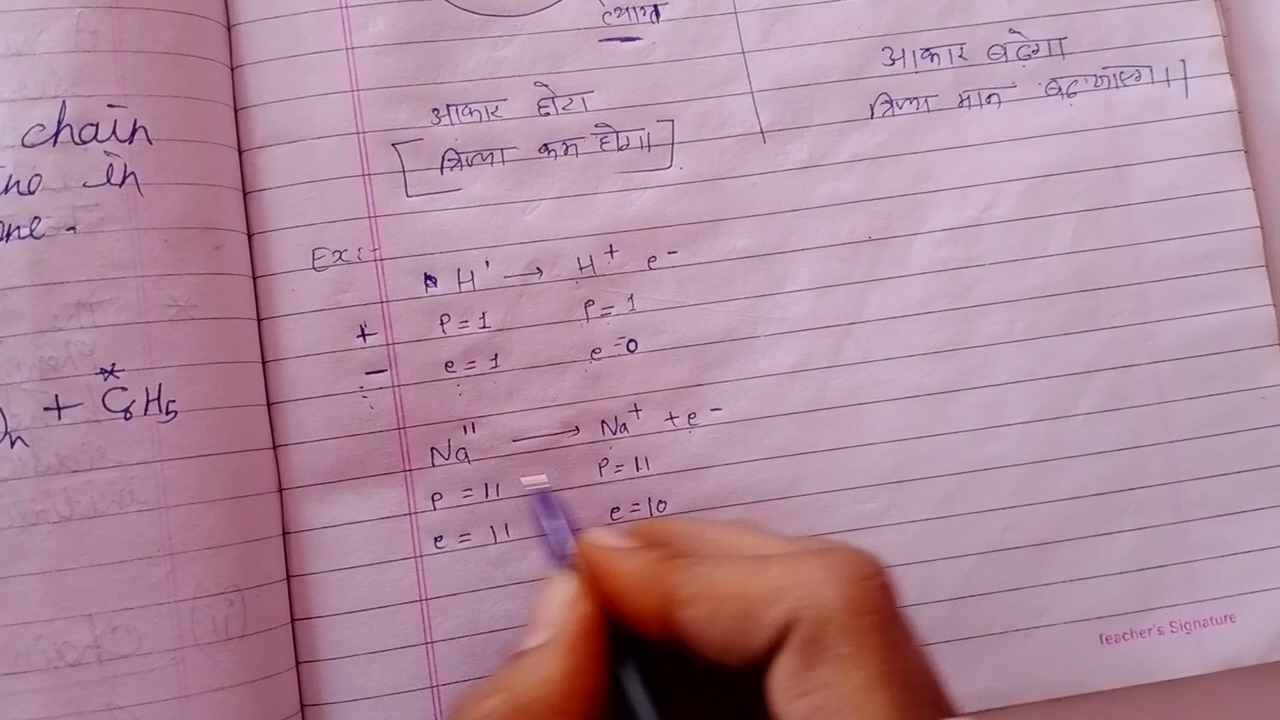 त्याग
आकार छोटा
[त्रिज्या कम होगा]
आकार बढ़ेगा
त्रिज्या मान बढ़ जाएगा।]
chain
in
+ C6H5
Ex:-
H' → H+ e-
+ P=1 P=1
- e=1 e=0
Na" → Na+ + e-
P=11 P=11
e=11 e=10
Teacher's Signature